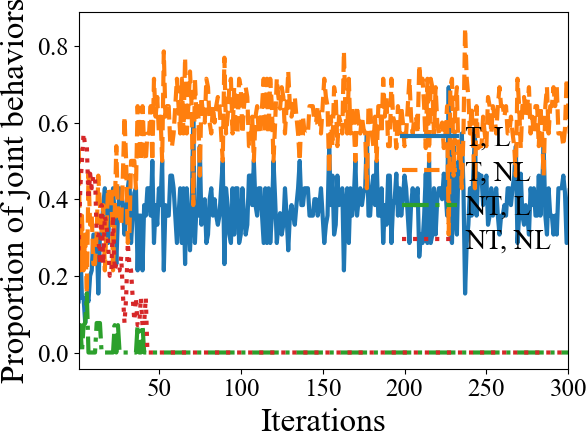 Proportion of joint behaviors
0.8
0.6
0.4
0.2
0.0
T, L
T, NL
NT, L
NT, NL
50
100
150
200
250
300
Iterations